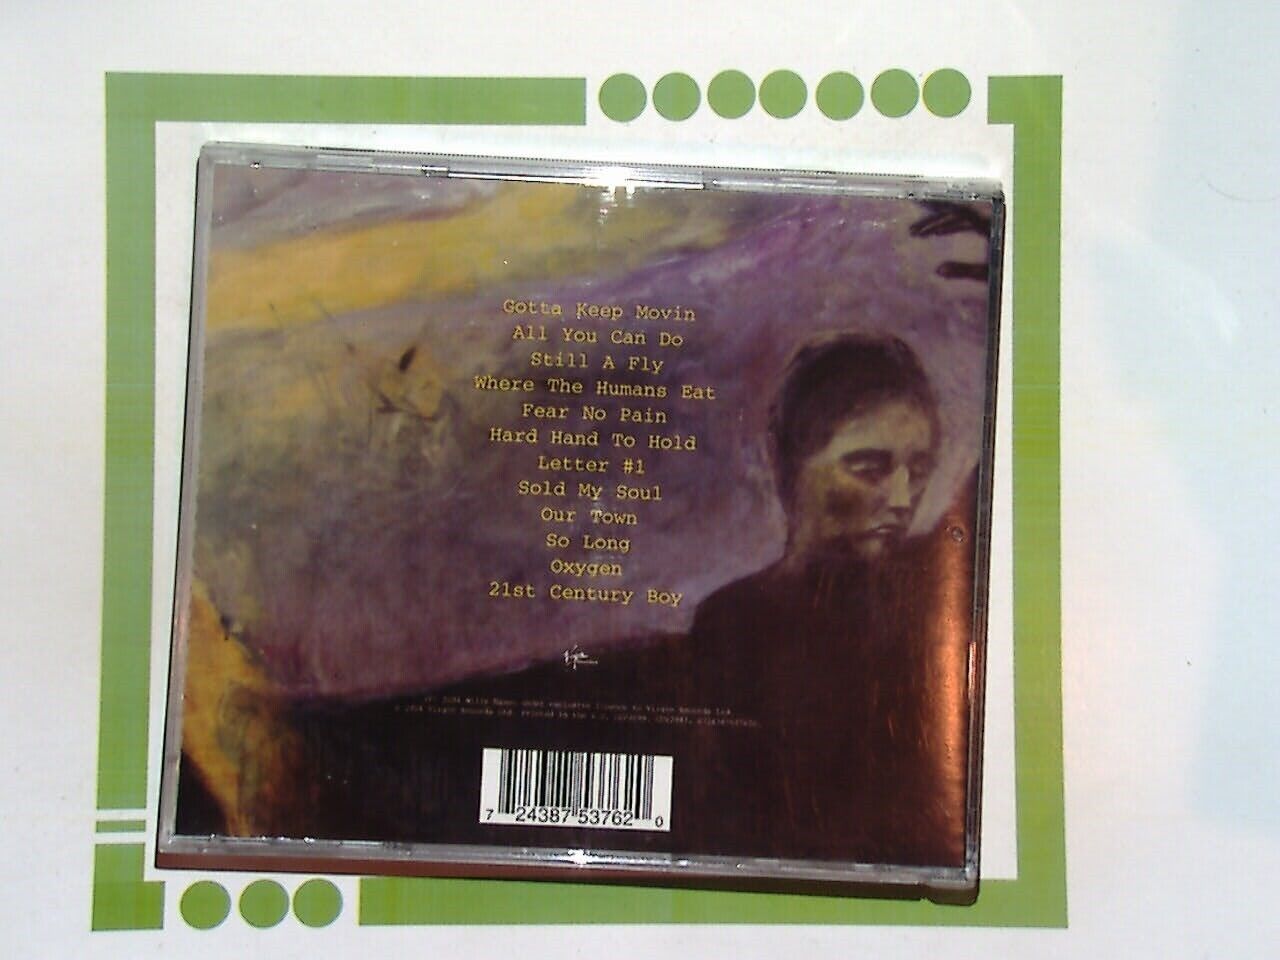 Gotta Keep Movin
All You Can Do
Still A Fly
Where The Humans Eat
Fear No Pain
Hard Hand To Hold
Letter #1
Sold My Soul
Our Town
So Long
Oxygen
21st Century Boy
Virgin
7 24387 53762 0